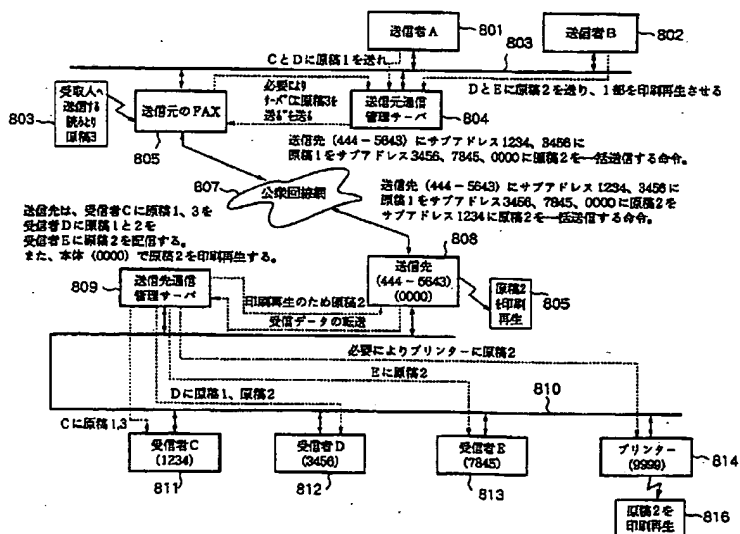 送信者A
801
送信者B
802
CとDに原稿1を送れ
803
DとEに原稿2を送り、1部を印刷再生させる
受取人へ
送信する
読みとり
原稿3
803
送信元のFAX
805
必要により
サーバに原稿3を
送る
送信元通信
管理サーバ
804
送信先(444-5643)にサブアドレス1234、3456に
原稿1をサブアドレス3456、7845、0000に原稿2を一括送信する命令。
807
公衆回線網
送信先(444-5643)にサブアドレス1234、3456に
原稿1をサブアドレス3456、7845、0000に原稿2を
サブアドレス1234に原稿2を一括送信する命令。
送信先は、受信者Cに原稿1、3を
受信者Dに原稿1と2を
受信者Eに原稿2を配信する。
また、本体(0000)で原稿2を印刷再生する。
808
送信先
(444-5643)
(0000)
809
送信先通信
管理サーバ
印刷再生のため原稿2
受信データの転送
原稿2
を印刷
再生
805
必要によりプリンターに原稿2
Eに原稿2
Dに原稿1、原稿2
Cに原稿1,3
810
受信者C
(1234)
811
受信者D
(3456)
812
受信者E
(7845)
813
プリンター
(9999)
814
原稿2を
印刷再生
816